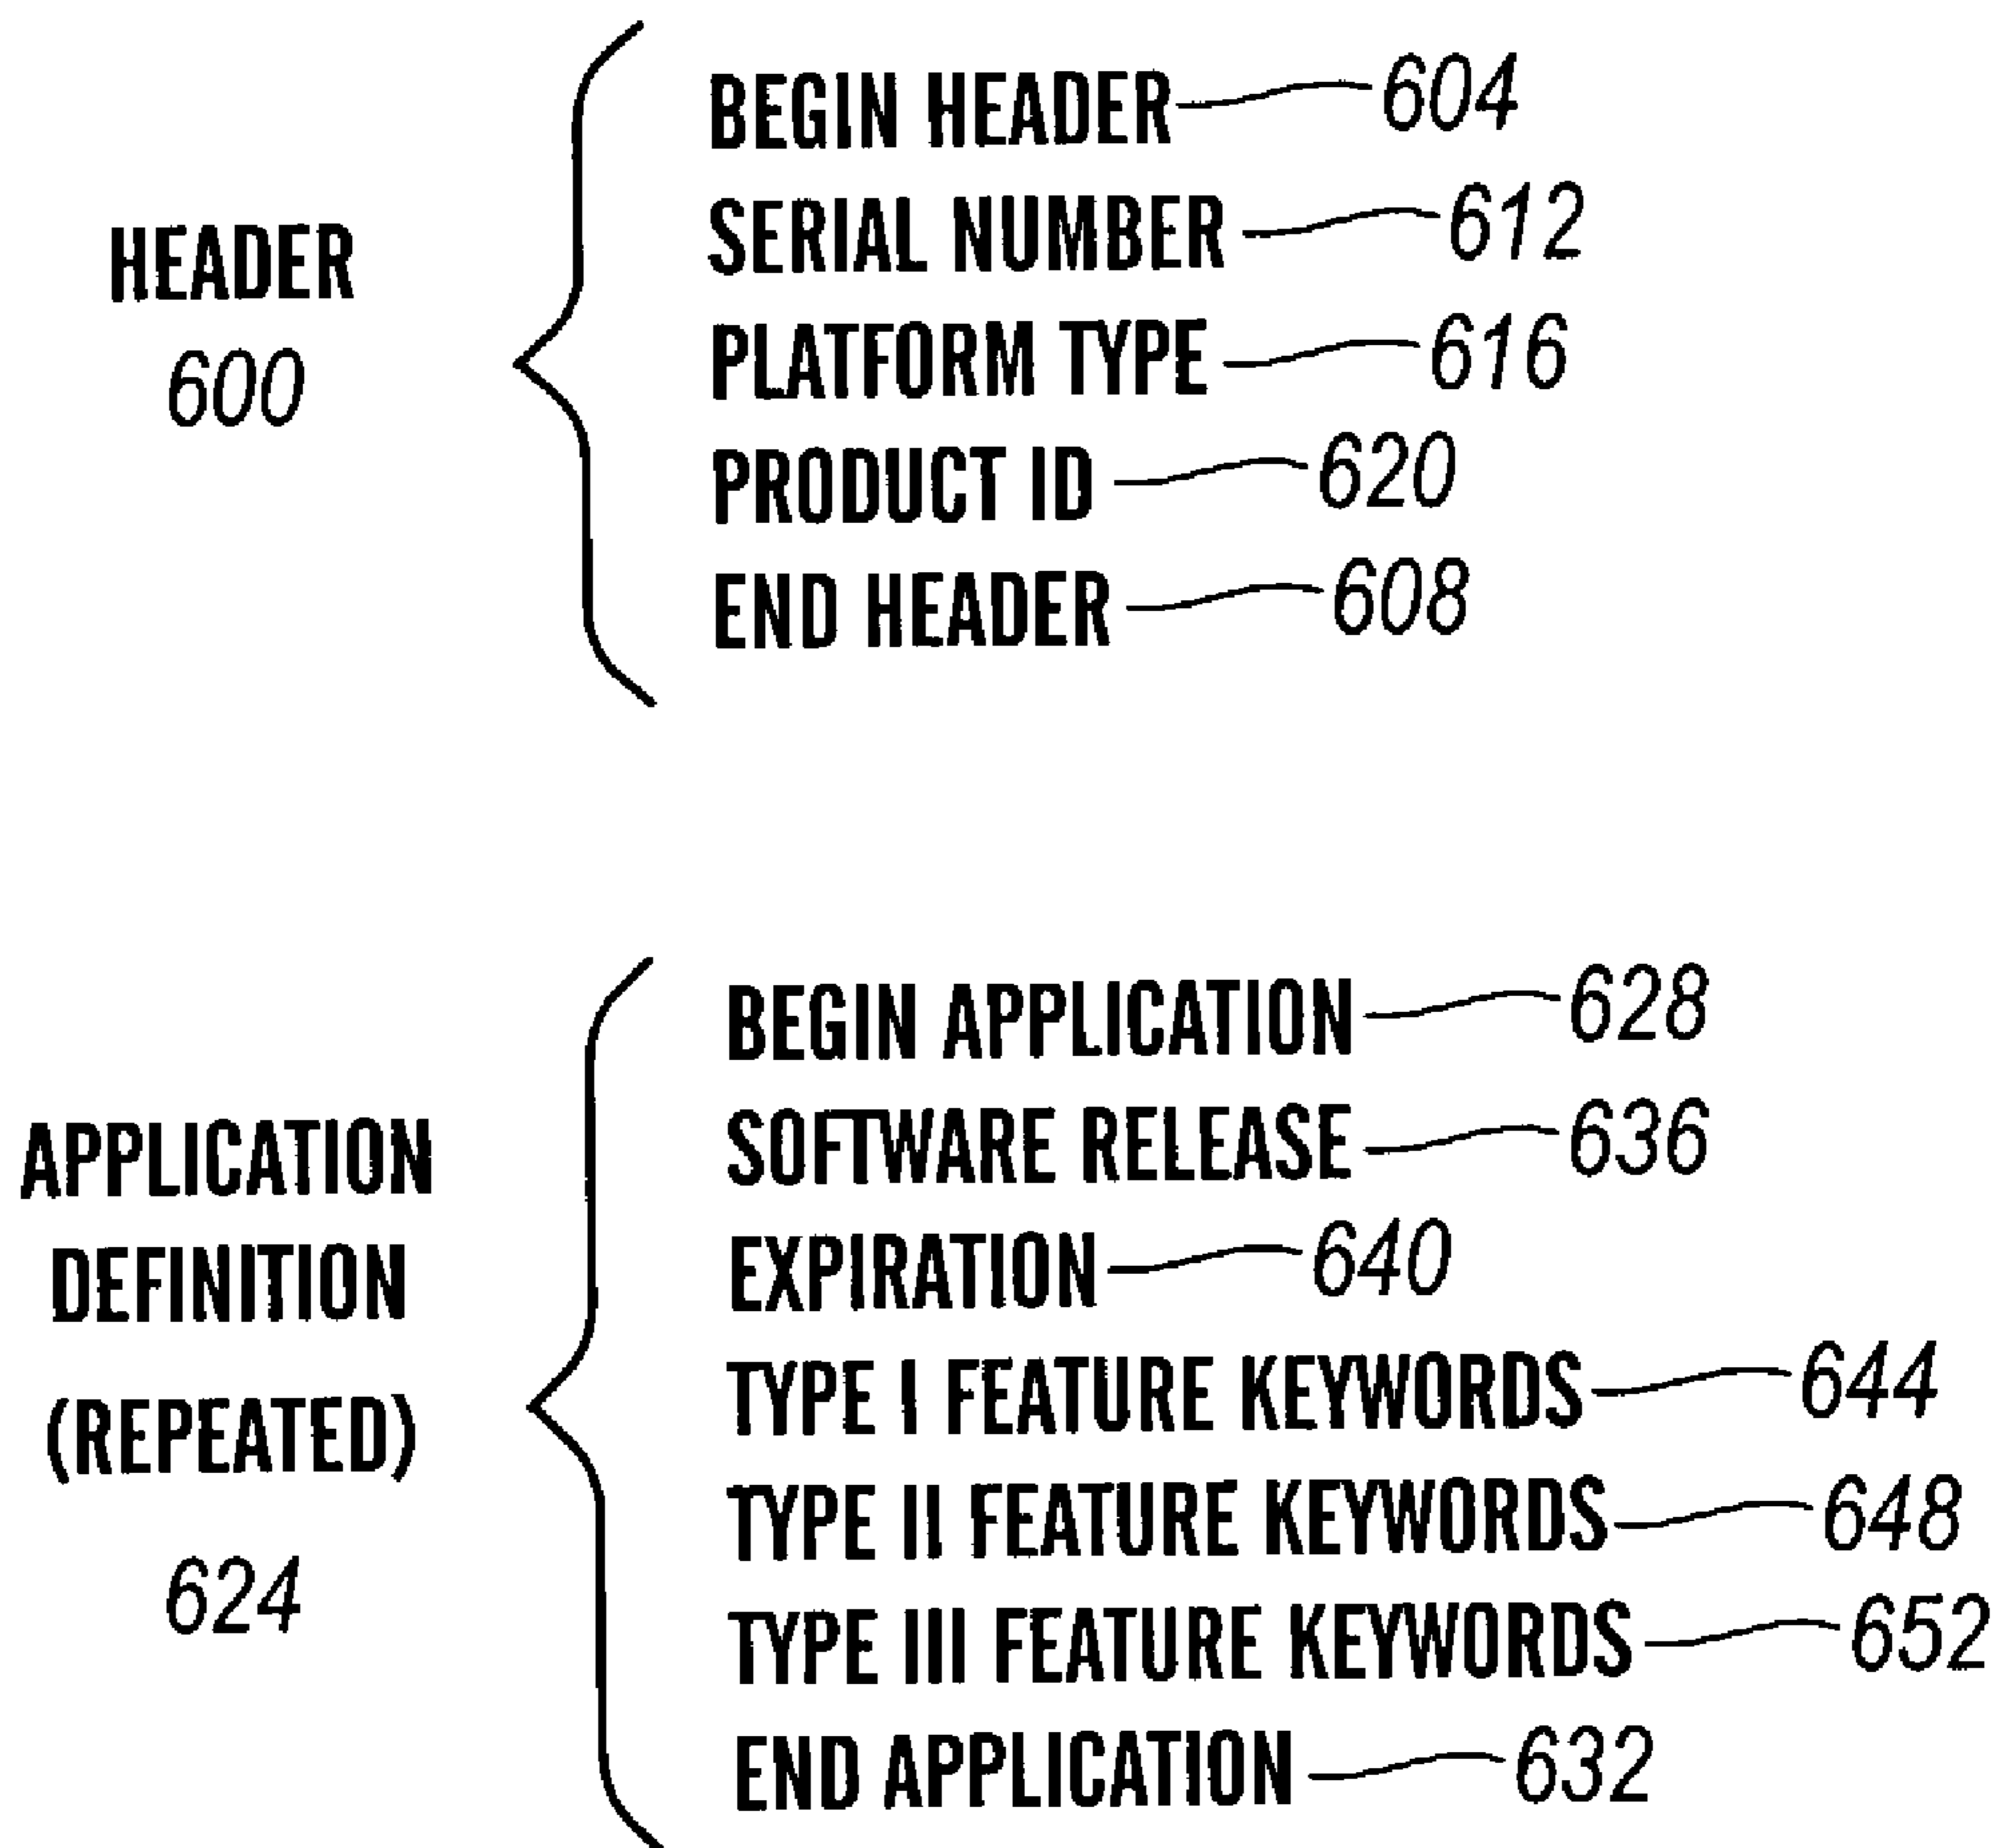 HEADER
600
BEGIN HEADER 604
SERIAL NUMBER 612
PLATFORM TYPE 616
PRODUCT ID 620
END HEADER 608
APPLICATION
DEFINITION
(REPEATED)
624
BEGIN APPLICATION 628
SOFTWARE RELEASE 636
EXPIRATION 640
TYPE I FEATURE KEYWORDS 644
TYPE II FEATURE KEYWORDS 648
TYPE III FEATURE KEYWORDS 652
END APPLICATION 632